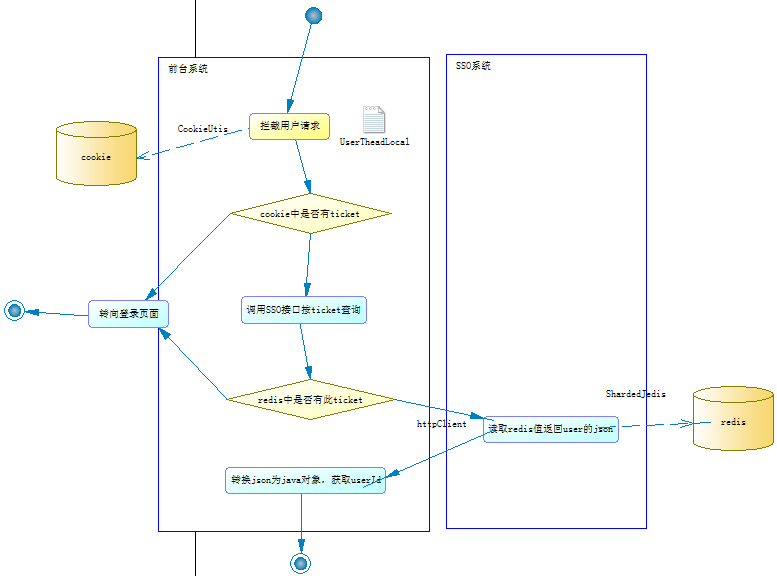 前台系统
SSO系统
拦截用户请求
CookieUtis
UserTheadLocal
cookie
cookie中是否有ticket
转向登录页面
调用SSO接口按ticket查询
redis中是否有此ticket
ShardedJedis
httpClient
读取redis值返回user的json
redis
转换json为java对象，获取userId